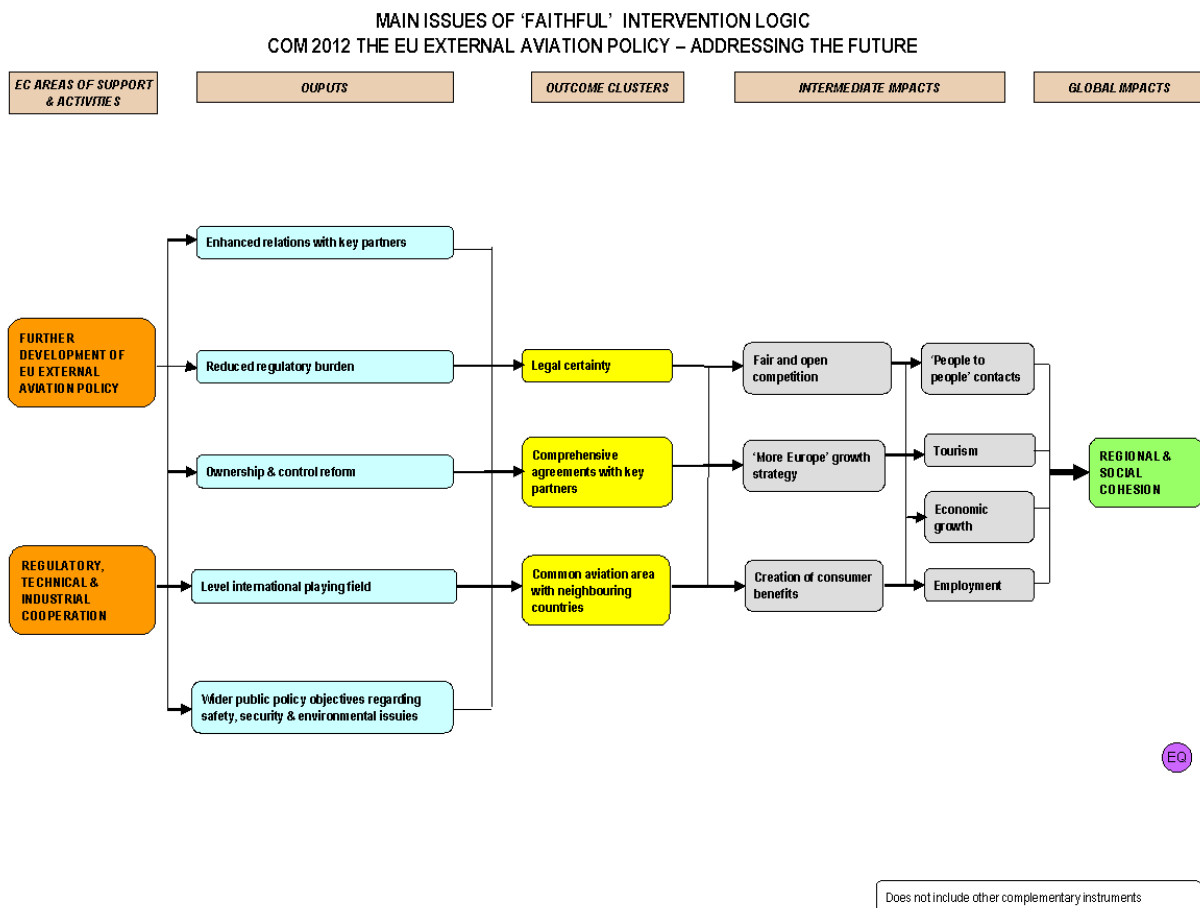 MAIN ISSUES OF ‘FAITHFUL’ INTERVENTION LOGIC
COM 2012 THE EU EXTERNAL AVIATION POLICY – ADDRESSING THE FUTURE
EC AREAS OF SUPPORT
& ACTIVITIES
OUPUTS
OUTCOME CLUSTERS
INTERMEDIATE IMPACTS
GLOBAL IMPACTS
Enhanced relations with key partners
FURTHER
DEVELOPMENT OF
EU EXTERNAL
AVIATION POLICY
Reduced regulatory burden
Legal certainty
Fair and open
competition
‘People to
people’ contacts
Ownership & control reform
Comprehensive
agreements with key
partners
‘More Europe’ growth
strategy
Tourism
REGIONAL &
SOCIAL
COHESION
Economic
growth
REGULATORY,
TECHNICAL &
INDUSTRIAL
COOPERATION
Level international playing field
Common aviation area
with neighbouring
countries
Creation of consumer
benefits
Employment
Wider public policy objectives regarding
safety, security & environmental issuies
EQ
Does not include other complementary instruments